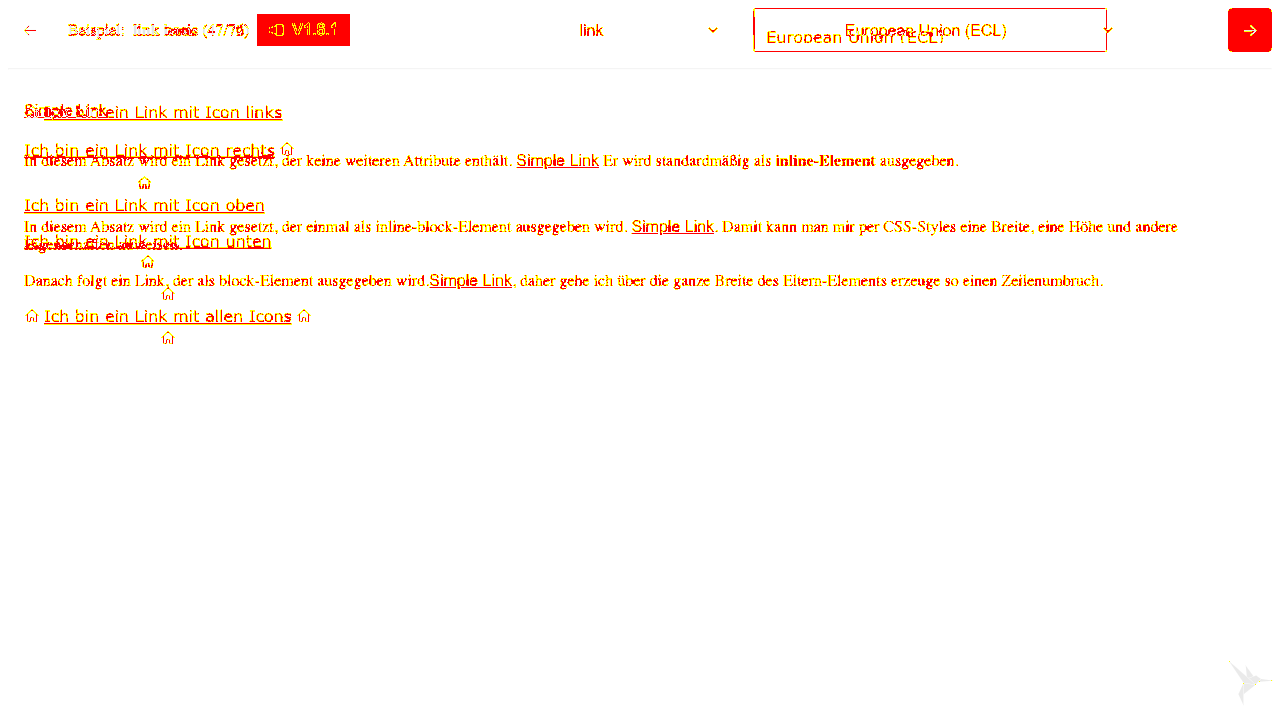 Beispiel: link basis (47/76) V1.8.1 link European Union (ECL)
European Union (ECL)
Simple Link
Ich bin ein Link mit Icon links
Ich bin ein Link mit Icon rechts
In diesem Absatz wird ein Link gesetzt, der keine weiteren Attribute enthält. Simple Link Er wird standardmäßig als inline-Element ausgegeben.
Ich bin ein Link mit Icon oben
In diesem Absatz wird ein Link gesetzt, der einmal als inline-block-Element ausgegeben wird. Simple Link. Damit kann man mir per CSS-Styles eine Breite, eine Höhe und andere
Ich bin ein Link mit Icon unten
Danach folgt ein Link, der als block-Element ausgegeben wird.Simple Link, daher gehe ich über die ganze Breite des Eltern-Elements erzeuge so einen Zeilenumbruch.
Ich bin ein Link mit allen Icons